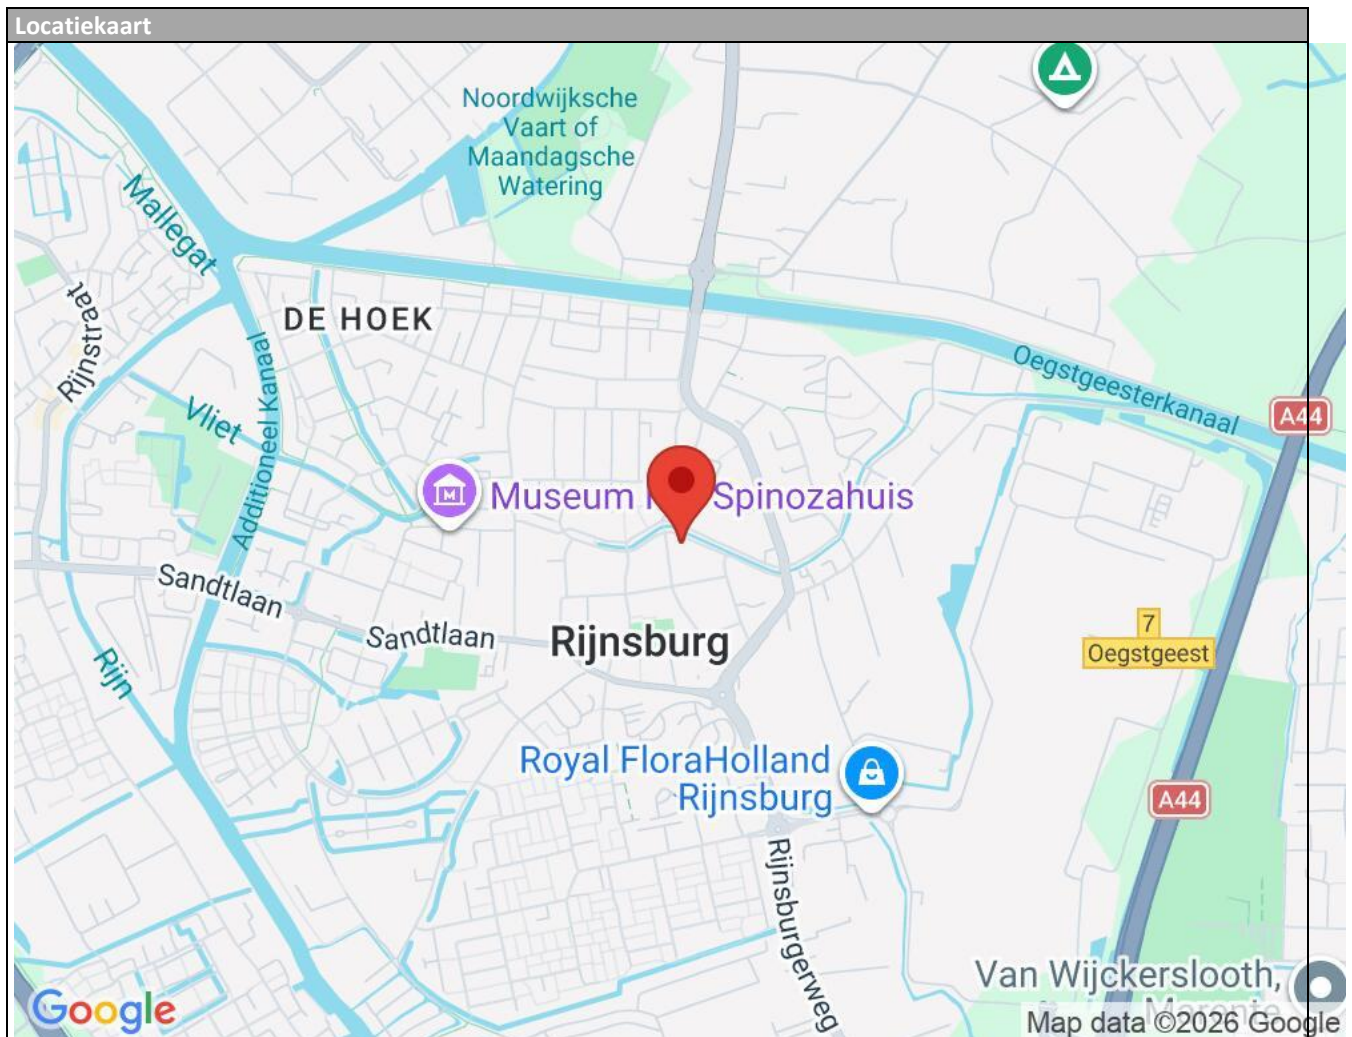 Locatiekaart
Noordwijksche
Vaart of
Maandagsche
Watering
Mallegat
Rijnstraat
DE HOEK
Additioneel Kanaal
Oegstgeesterkanaal
A44
Vliet
Museum
Spinozahuis
Sandtlaan
Sandtlaan
Rijnsburg
7
Oegstgeest
Rijn
Royal FloraHolland
Rijnsburg
A44
Rijnsburgerweg
Van Wijckerslooth,
Marente
Google
Map data ©2026 Google